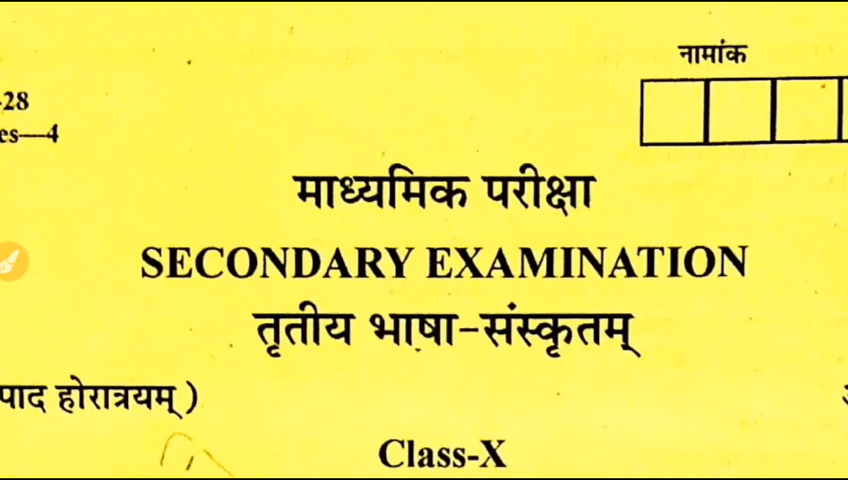 नामांक
-28
es—4
माध्यमिक परीक्षा
SECONDARY EXAMINATION
तृतीय भाषा-संस्कृतम्
पाद होरात्रयम् )
Class-X